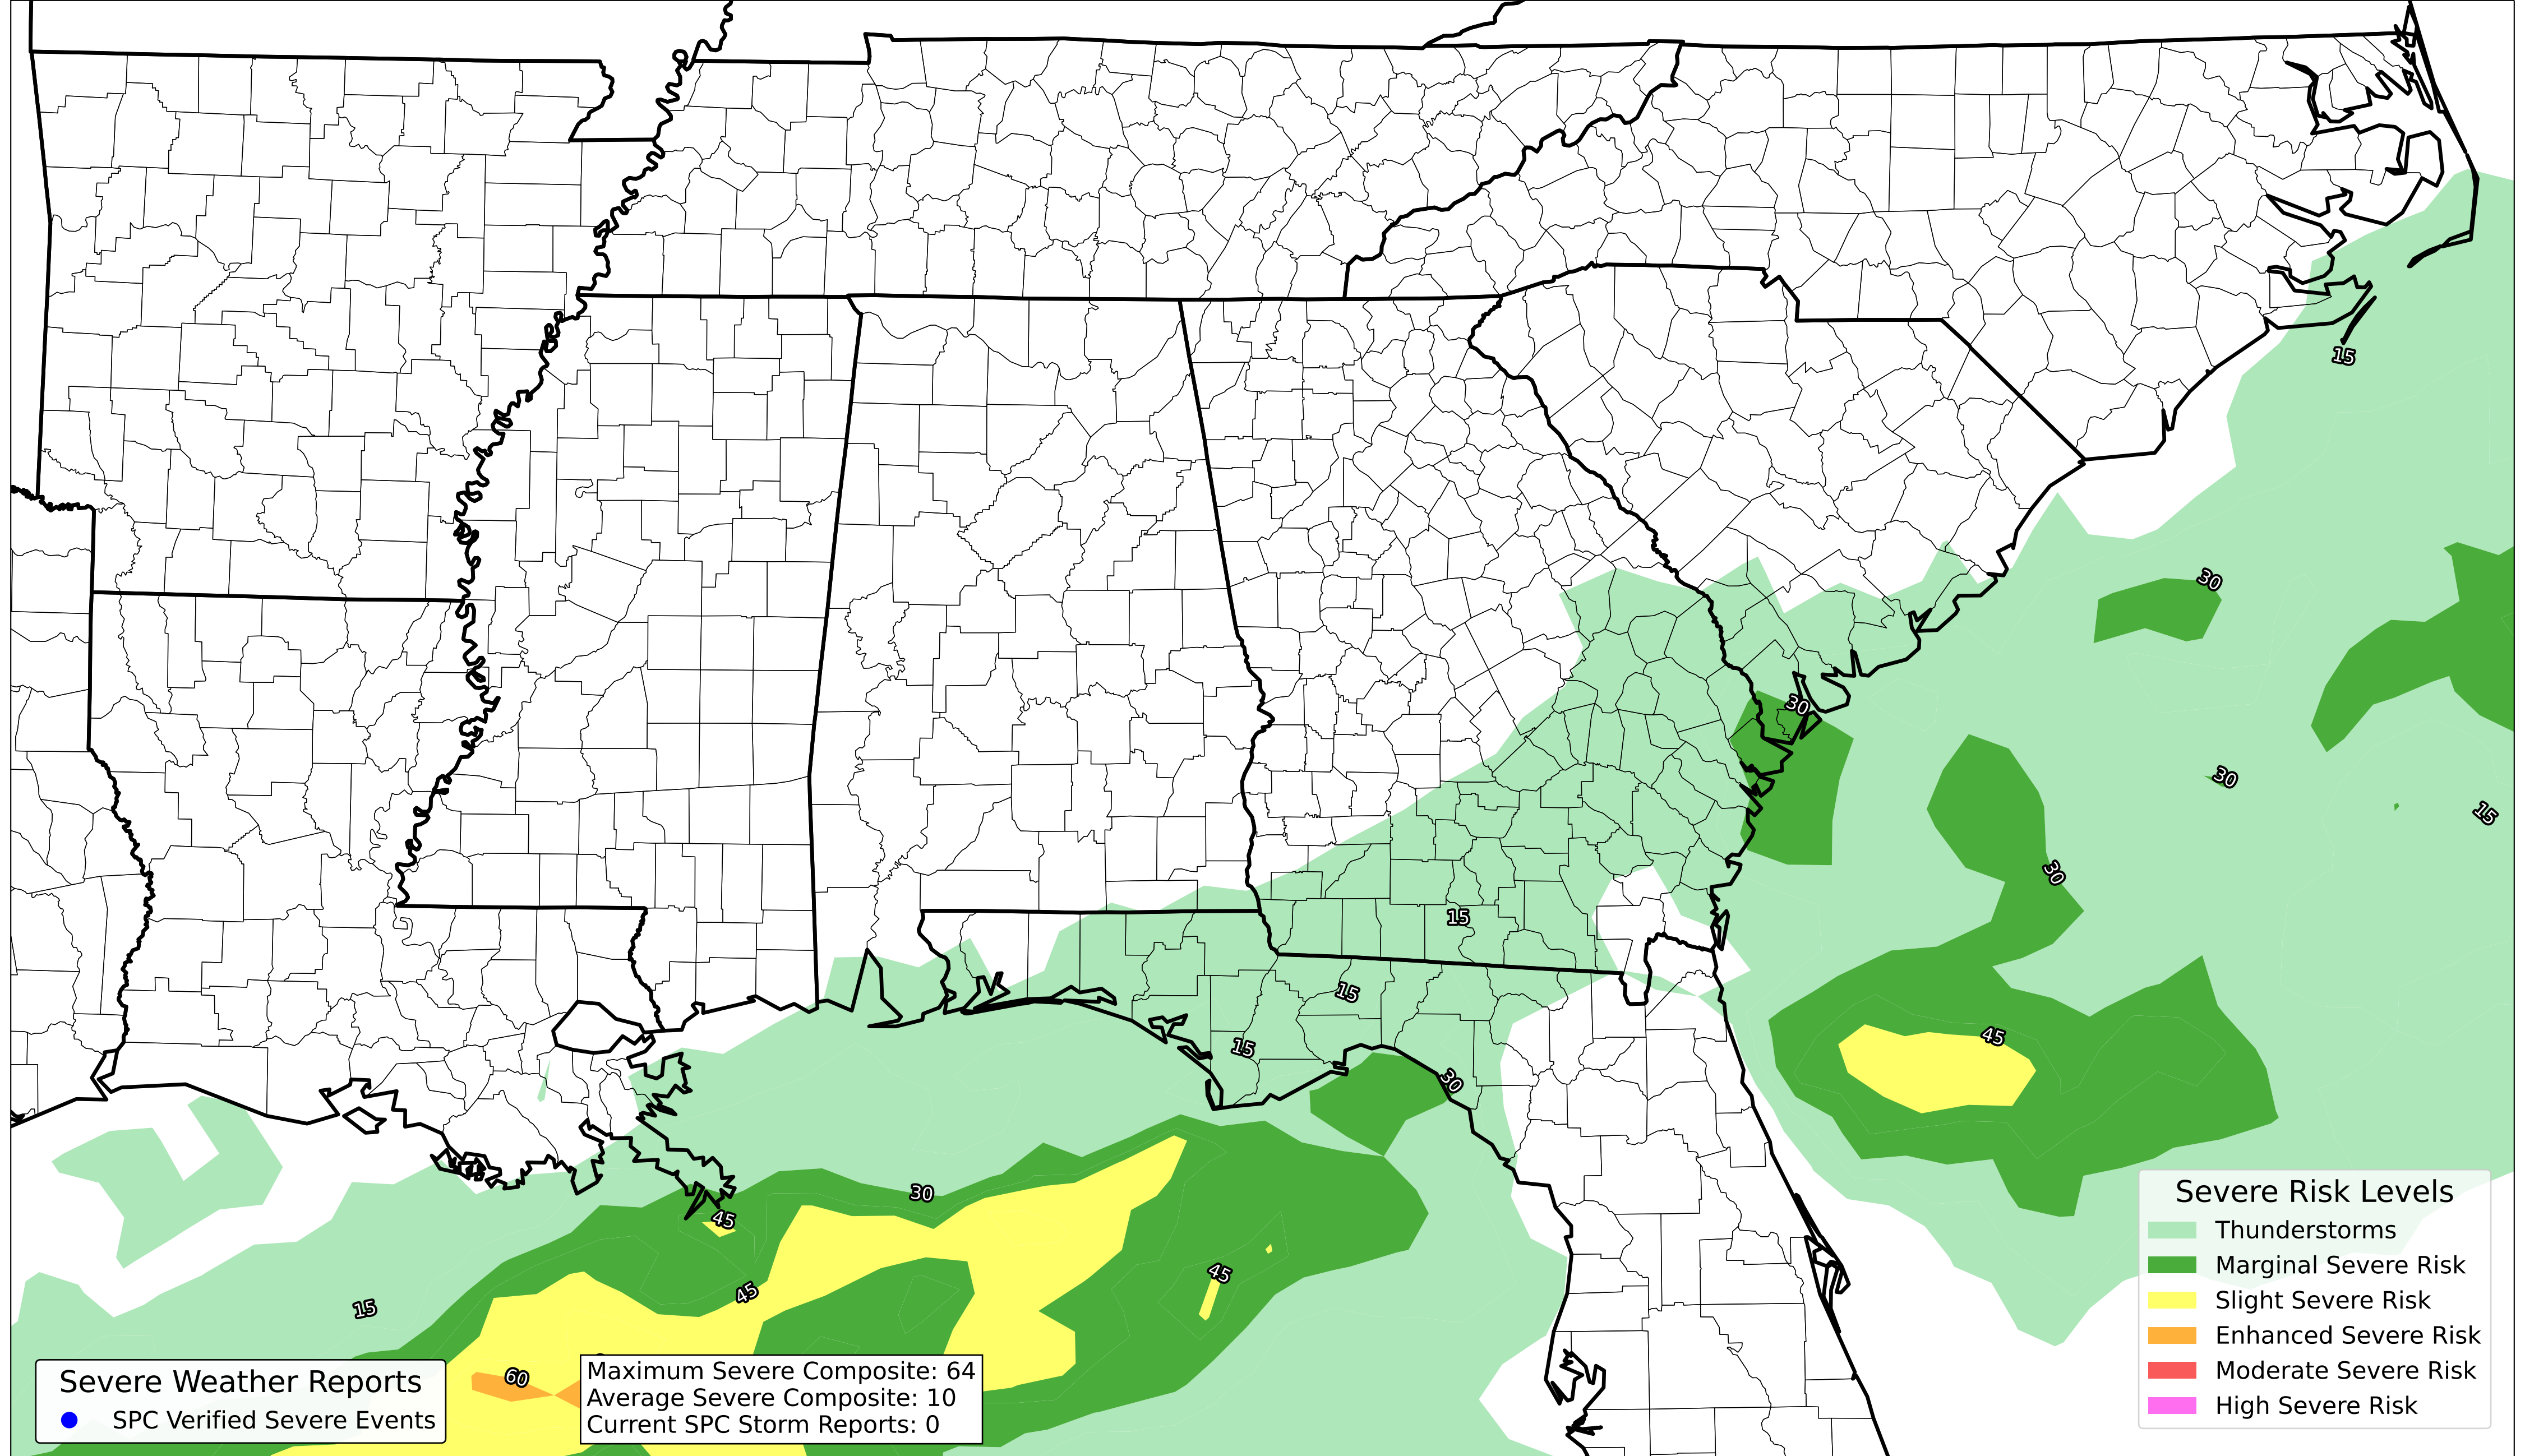 15
30
30
30
15
30
15
15
15
30
45
30
45
45
45
15
60
Severe Risk Levels
Thunderstorms
Marginal Severe Risk
Slight Severe Risk
Enhanced Severe Risk
Moderate Severe Risk
High Severe Risk
Severe Weather Reports
SPC Verified Severe Events
Maximum Severe Composite: 64
Average Severe Composite: 10
Current SPC Storm Reports: 0